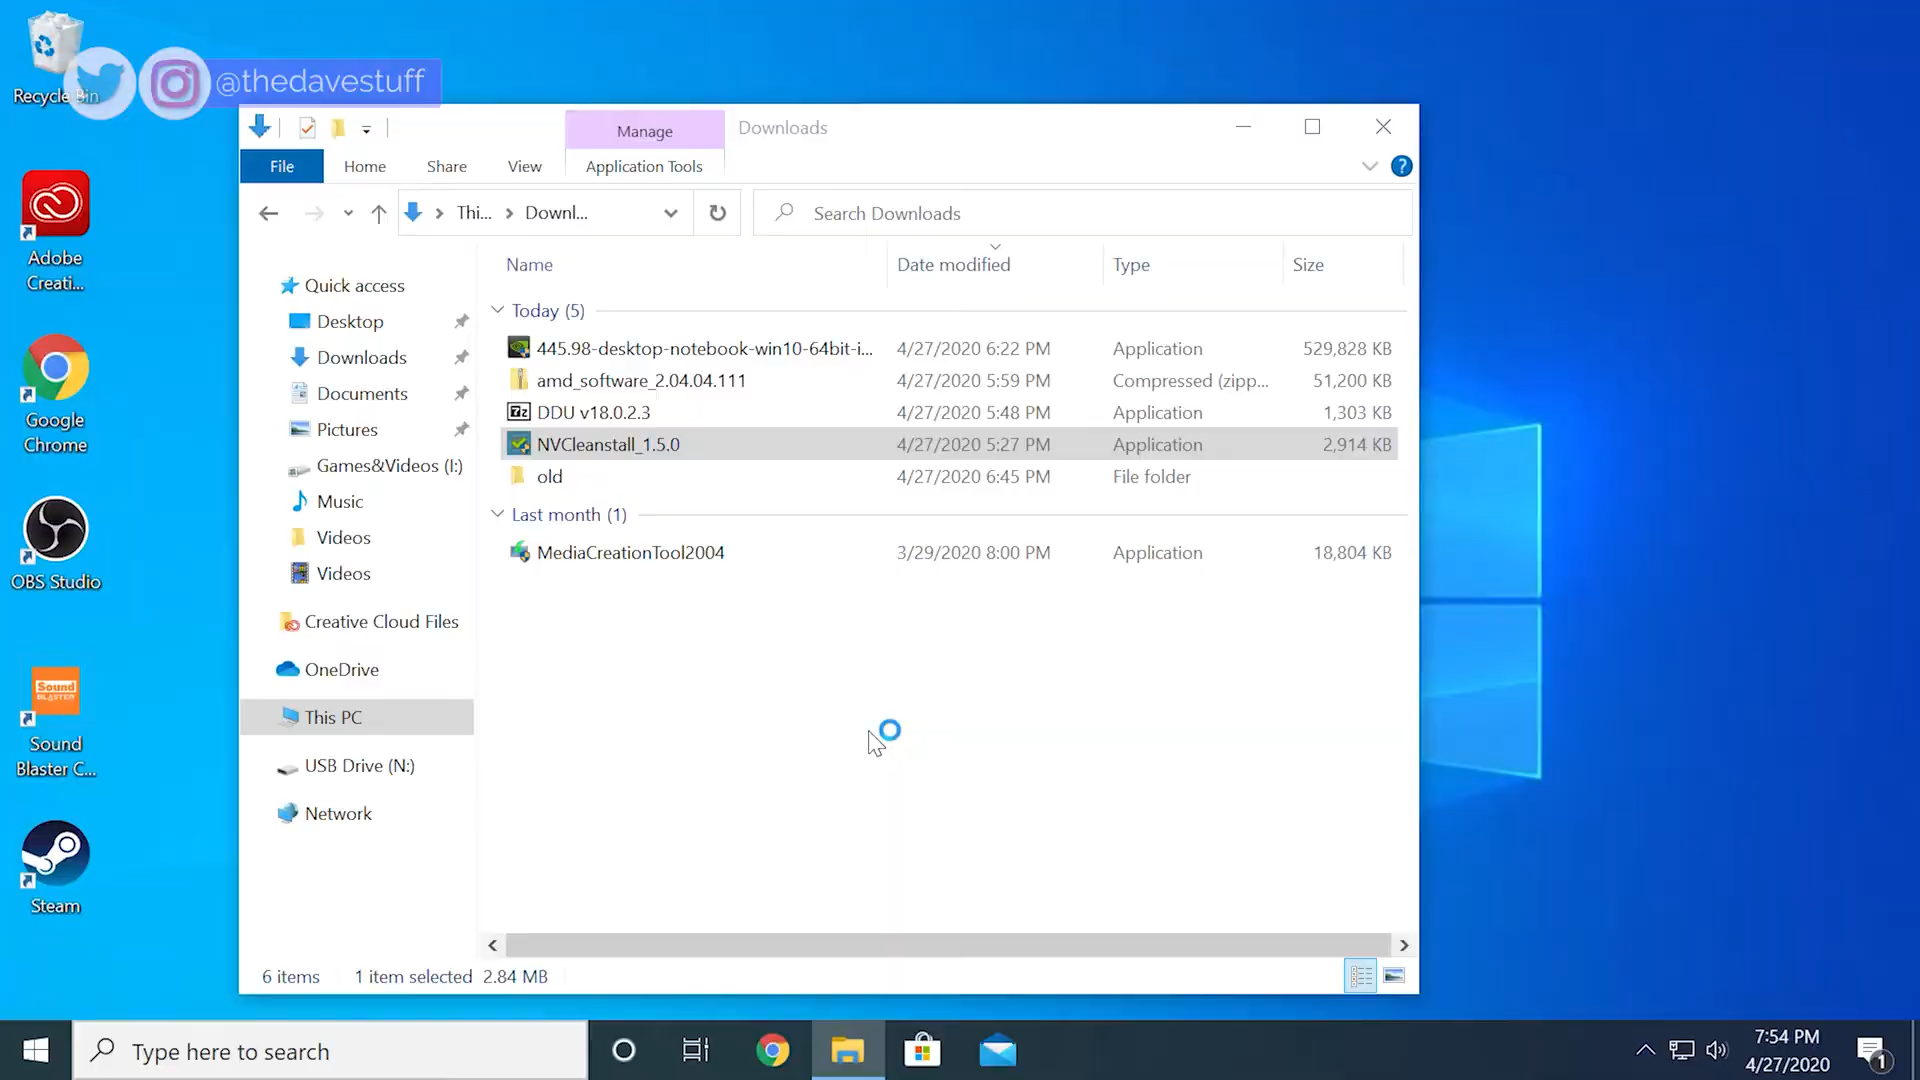 Recycle Bin
@thedavestuff
Manage
Downloads
File
Home
Share
View
Application Tools
?
Thi...
Downl...
Search Downloads
Name
Date modified
Type
Size
Quick access
Desktop
Downloads
Documents
Pictures
Games&Videos (I:)
Music
Videos
Videos
Creative Cloud Files
OneDrive
This PC
USB Drive (N:)
Network
Today (5)
445.98-desktop-notebook-win10-64bit-i... 4/27/2020 6:22 PM Application 529,828 KB
amd_software_2.04.04.111 4/27/2020 5:59 PM Compressed (zipp... 51,200 KB
7z DDU v18.0.2.3 4/27/2020 5:48 PM Application 1,303 KB
NVCleanstall_1.5.0 4/27/2020 5:27 PM Application 2,914 KB
old 4/27/2020 6:45 PM File folder
Last month (1)
MediaCreationTool2004 3/29/2020 8:00 PM Application 18,804 KB
6 items
1 item selected 2.84 MB
Adobe
Creati...
Google
Chrome
OBS Studio
Sound
BLASTER
Sound
Blaster C...
Steam
Type here to search
7:54 PM
4/27/2020
1